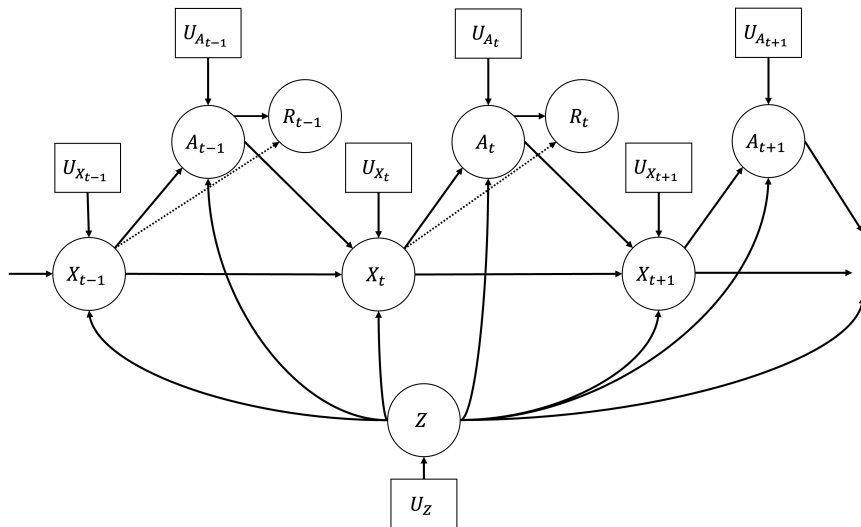 U_{A_{t-1}} U_{A_t} U_{A_{t+1}}
A_{t-1} R_{t-1} A_t R_t A_{t+1}
U_{X_{t-1}} U_{X_t} U_{X_{t+1}}
X_{t-1} X_t X_{t+1}
Z
U_Z